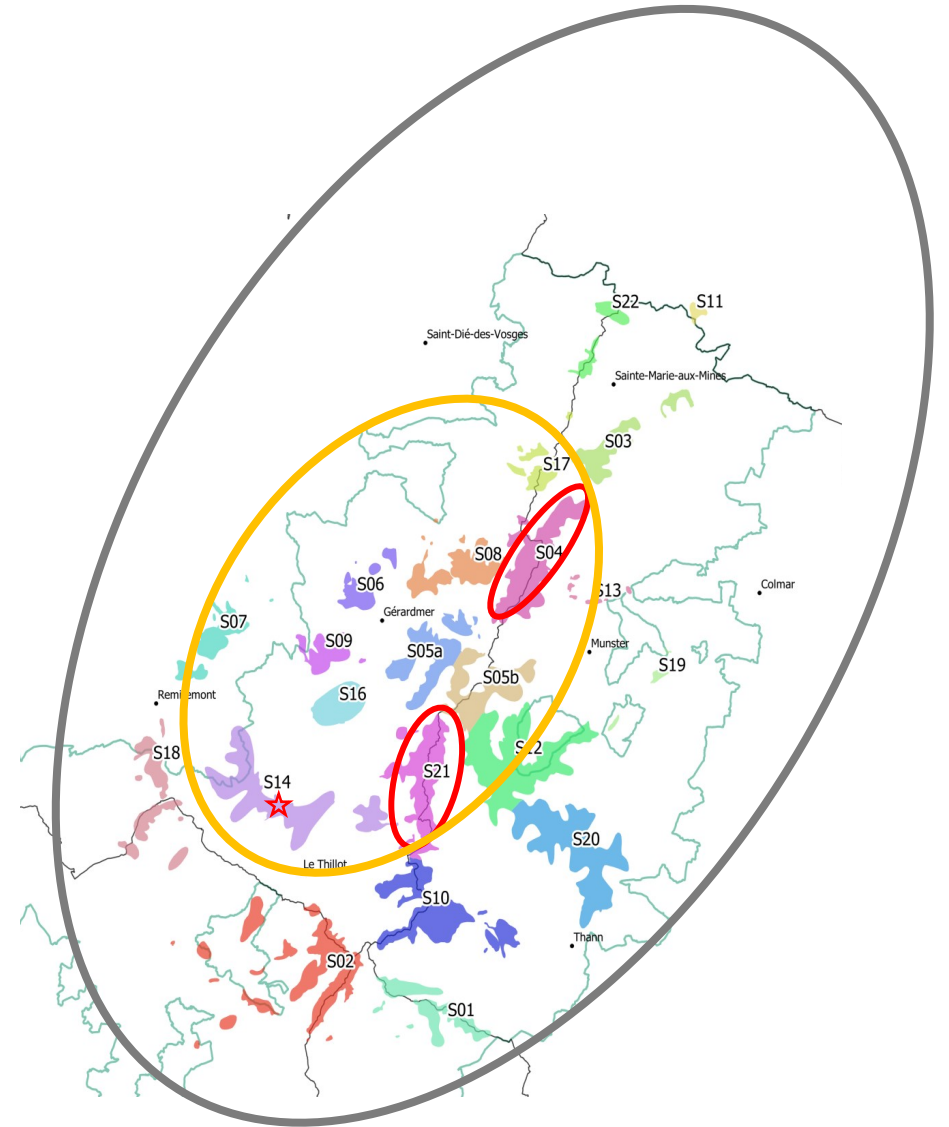 S22
S11
Saint-Dié-des-Vosges
Sainte-Marie-aux-Mines
S03
S17
S08
S04
S06
S13
Colmar
Gérardmer
S07
S09
S05a
Munster
S19
S05b
S16
Remiremont
S12
S18
S21
S14
S20
Le Thillot
S10
Thann
S02
S01